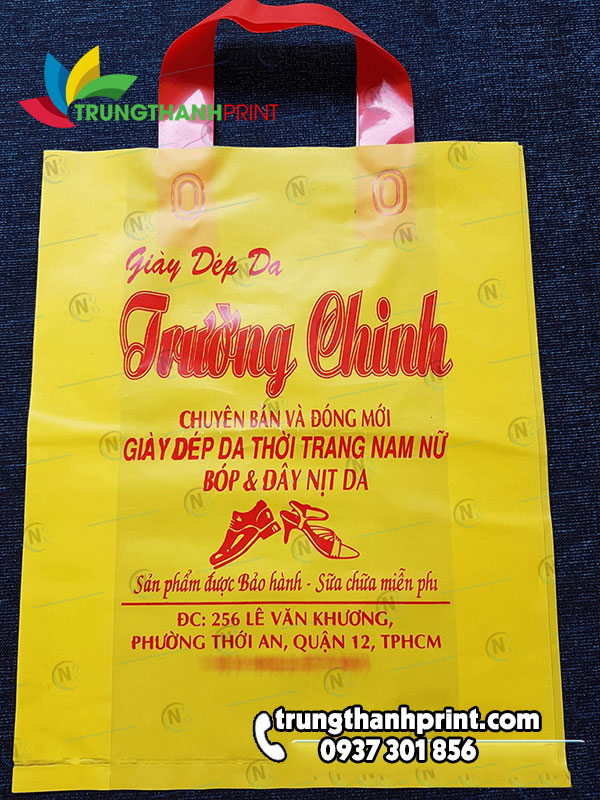 TRUNGTHANHPRINT
Giày Dép Da
Trường Chinh
CHUYÊN BÁN VÀ ĐÓNG MỚI
GIÀY DÉP DA THỜI TRANG NAM NỮ
BÓP & DÂY NỊT DA
Sản phẩm được Bảo hành - Sữa chữa miễn phí
ĐC: 256 LÊ VĂN KHƯƠNG,
PHƯỜNG THỚI AN, QUẬN 12, TPHCM
trungthanhprint.com
0937 301 856